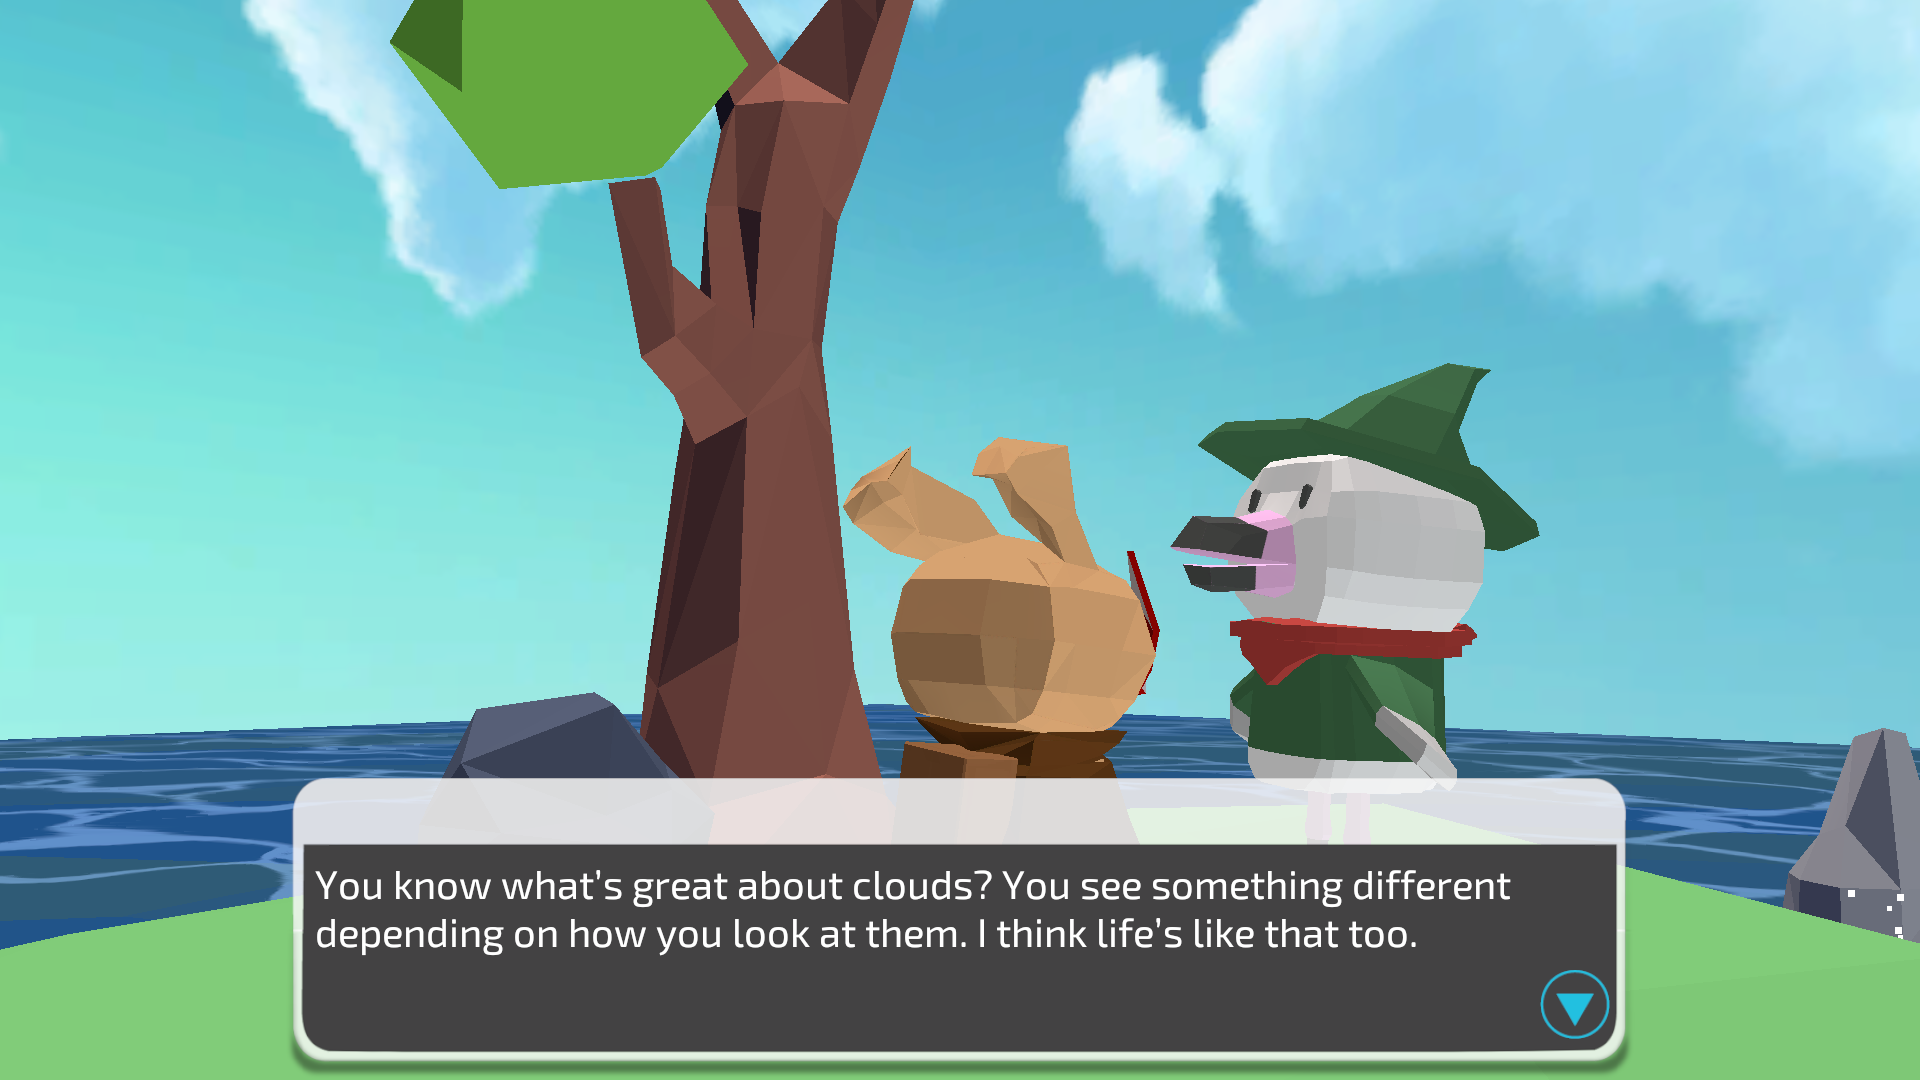 You know what's great about clouds? You see something different
depending on how you look at them. I think life's like that too.